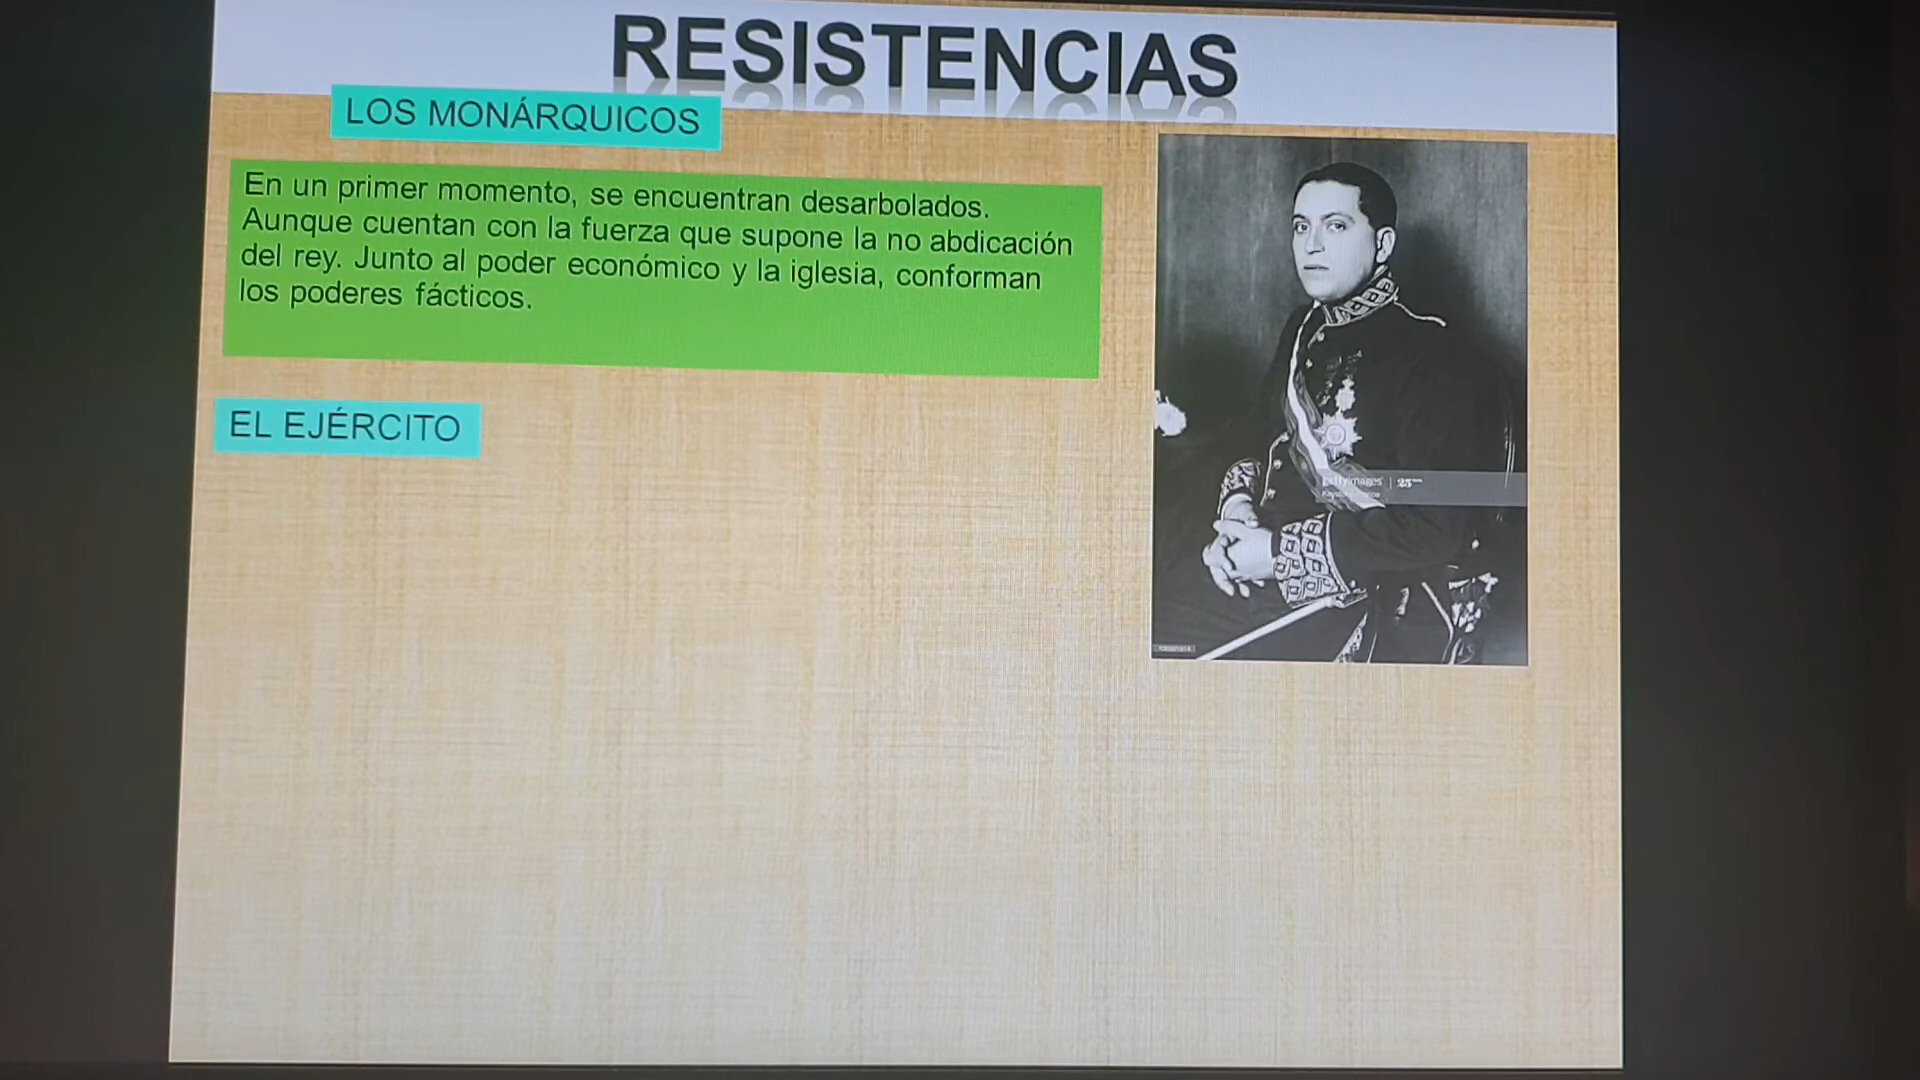 RESISTENCIAS
LOS MONÁRQUICOS
En un primer momento, se encuentran desarbolados.
Aunque cuentan con la fuerza que supone la no abdicación
del rey. Junto al poder económico y la iglesia, conforman
los poderes fácticos.
EL EJÉRCITO
gettyimages